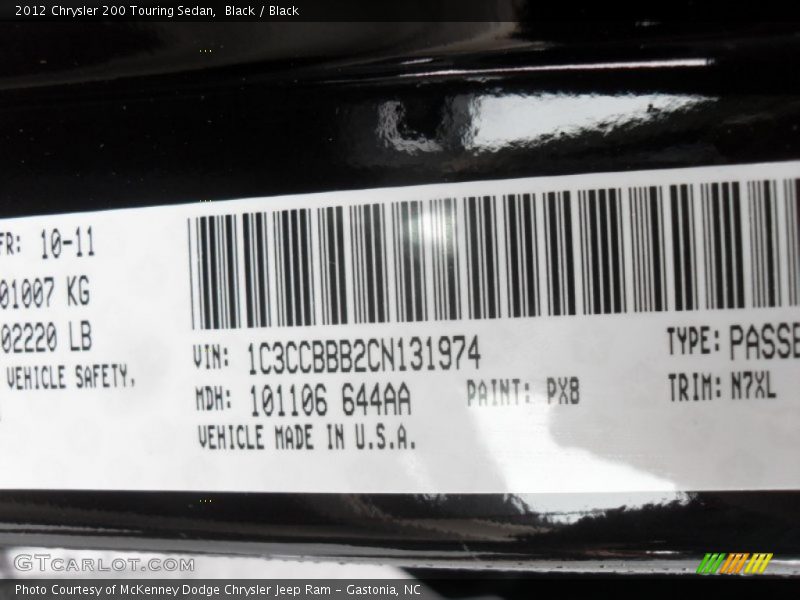 2012 Chrysler 200 Touring Sedan, Black / Black
FR: 10-11
01007 KG
02220 LB
VEHICLE SAFETY,
VIN: 1C3CCBBB2CN131974
TYPE: PASSE
MDH: 101106 644AA
PAINT: PX8
TRIM: N7XL
VEHICLE MADE IN U.S.A.
GTCARLOT.COM
Photo Courtesy of McKenney Dodge Chrysler Jeep Ram - Gastonia, NC